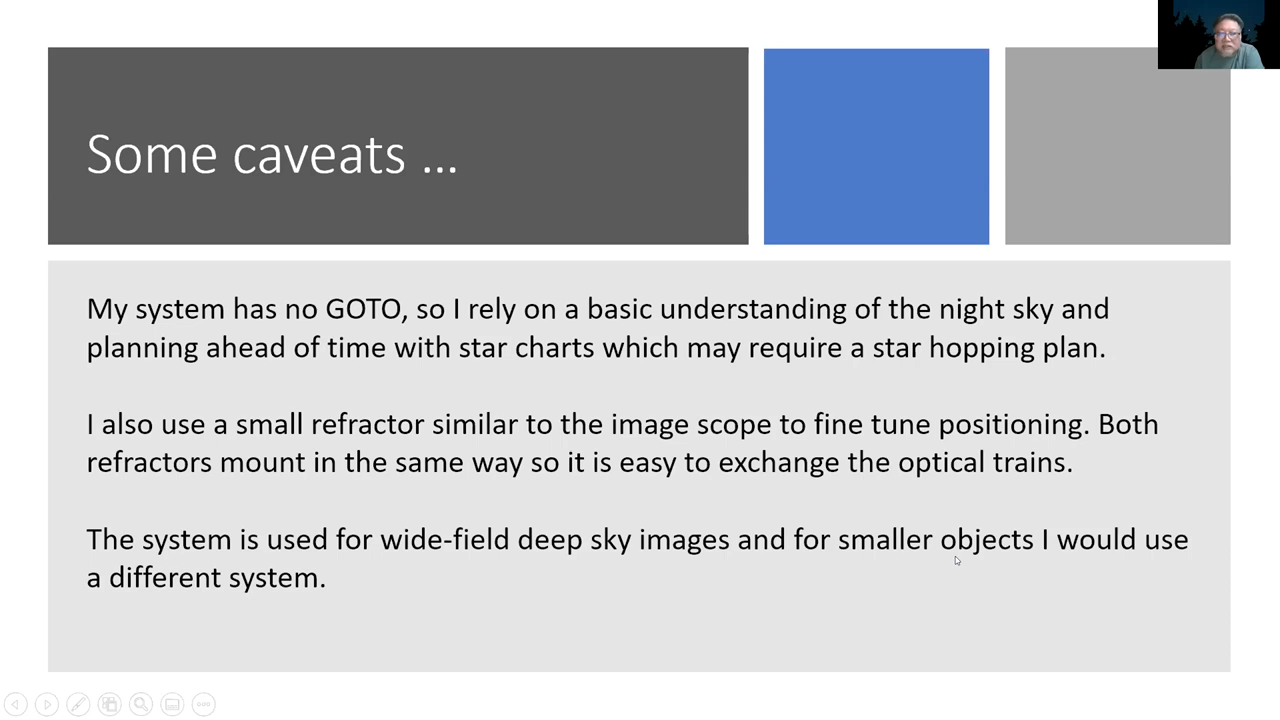 Some caveats ...
My system has no GOTO, so I rely on a basic understanding of the night sky and
planning ahead of time with star charts which may require a star hopping plan.
I also use a small refractor similar to the image scope to fine tune positioning. Both
refractors mount in the same way so it is easy to exchange the optical trains.
The system is used for wide-field deep sky images and for smaller objects I would use
a different system.